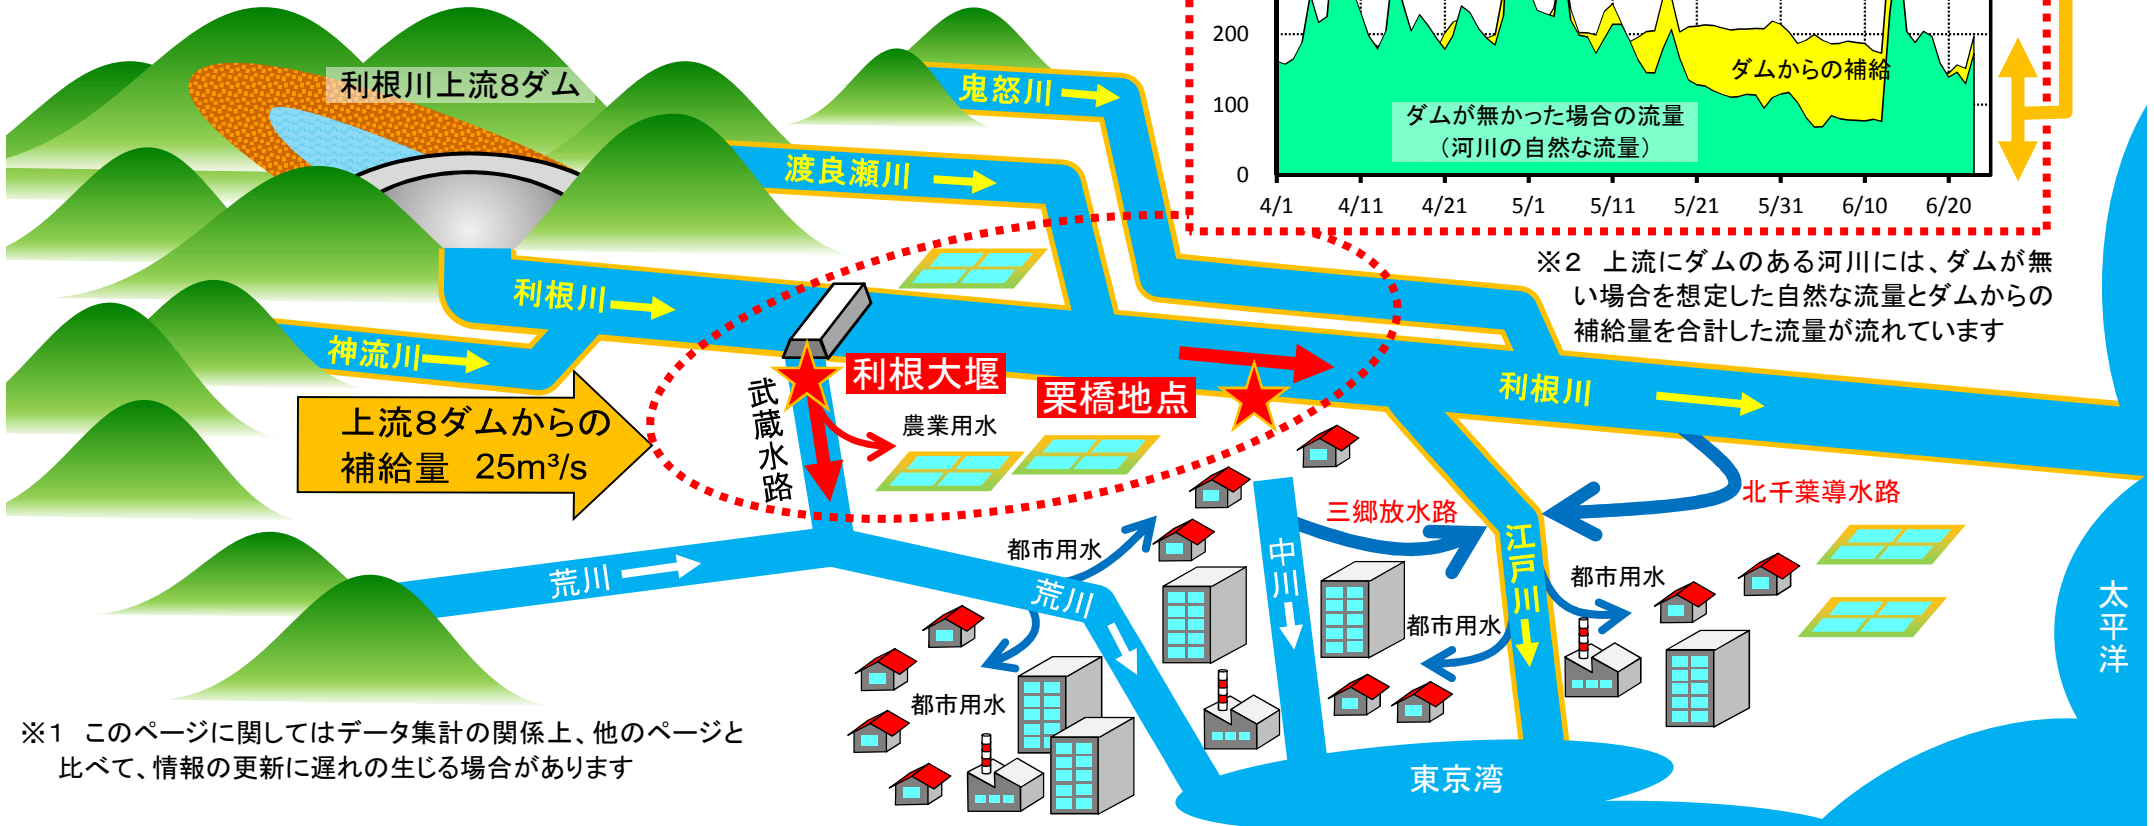 利根川上流8ダム
鬼怒川
渡良瀬川
利根川
神流川
200
100
0
ダムからの補給
ダムが無かった場合の流量
(河川の自然な流量)
4/1 4/11 4/21 5/1 5/11 5/21 5/31 6/10 6/20
※2 上流にダムのある河川には、ダムが無
い場合を想定した自然な流量とダムからの
補給量を合計した流量が流れています
利根大堰
栗橋地点
利根川
武蔵水路
農業用水
上流8ダムからの
補給量 25m³/s
北千葉導水路
三郷放水路
江戸川
中川
荒川
荒川
都市用水
都市用水
都市用水
都市用水
太平洋
東京湾
※1 このページに関してはデータ集計の関係上、他のページと
比べて、情報の更新に遅れの生じる場合があります